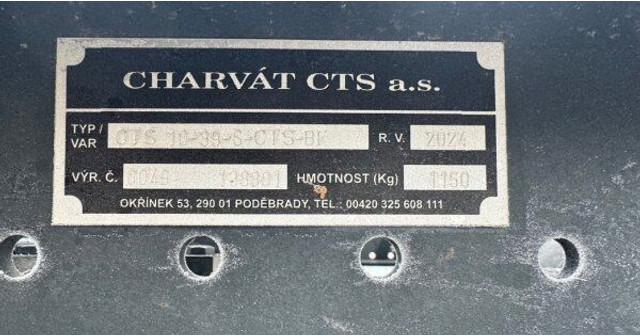 CHARVÁT CTS a.s.
TYP / VAR CTS 10-39-S-CTS-BF R. V. 2024
VÝR. Č. HMOTNOST (Kg) 1150
OKŘÍNEK 53, 290 01 PODĚBRADY, TEL.: 00420 325 608 111